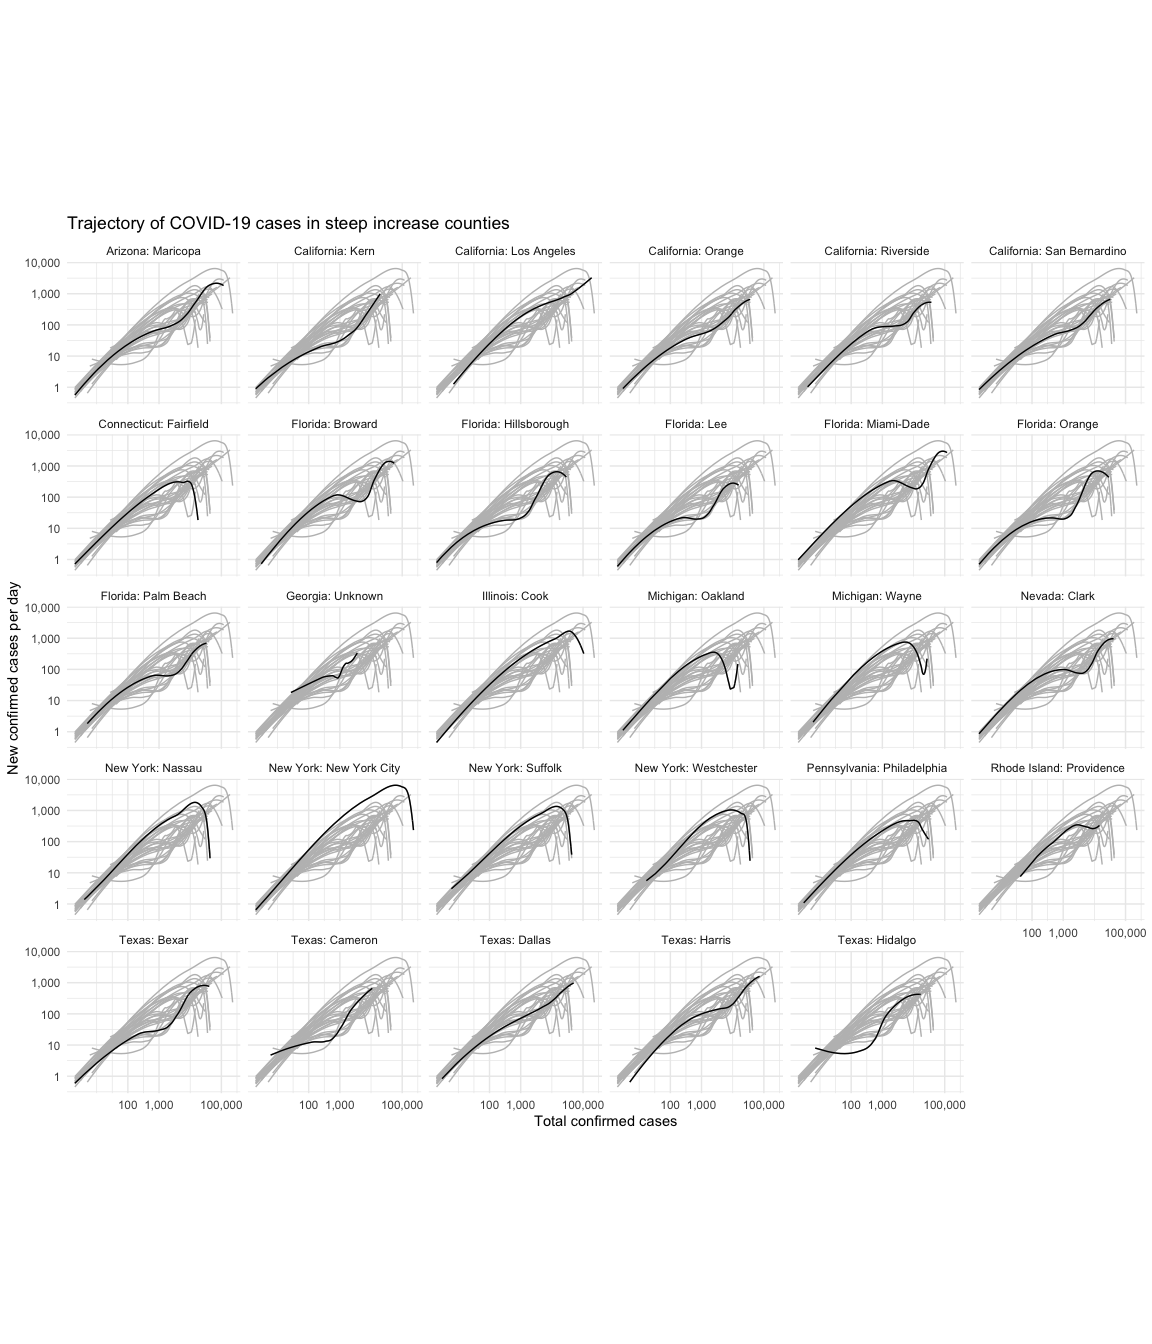 Trajectory of COVID-19 cases in steep increase counties
Arizona: Maricopa
California: Kern
California: Los Angeles
California: Orange
California: Riverside
California: San Bernardino
10,000
1,000
100
10
1
Connecticut: Fairfield
Florida: Broward
Florida: Hillsborough
Florida: Lee
Florida: Miami-Dade
Florida: Orange
10,000
1,000
100
10
1
Florida: Palm Beach
Georgia: Unknown
Illinois: Cook
Michigan: Oakland
Michigan: Wayne
Nevada: Clark
10,000
1,000
100
10
1
New confirmed cases per day
New York: Nassau
New York: New York City
New York: Suffolk
New York: Westchester
Pennsylvania: Philadelphia
Rhode Island: Providence
10,000
1,000
100
10
1
100 1,000 100,000
Texas: Bexar
Texas: Cameron
Texas: Dallas
Texas: Harris
Texas: Hidalgo
10,000
1,000
100
10
1
100 1,000 100,000
100 1,000 100,000
100 1,000 100,000
100 1,000 100,000
100 1,000 100,000
Total confirmed cases